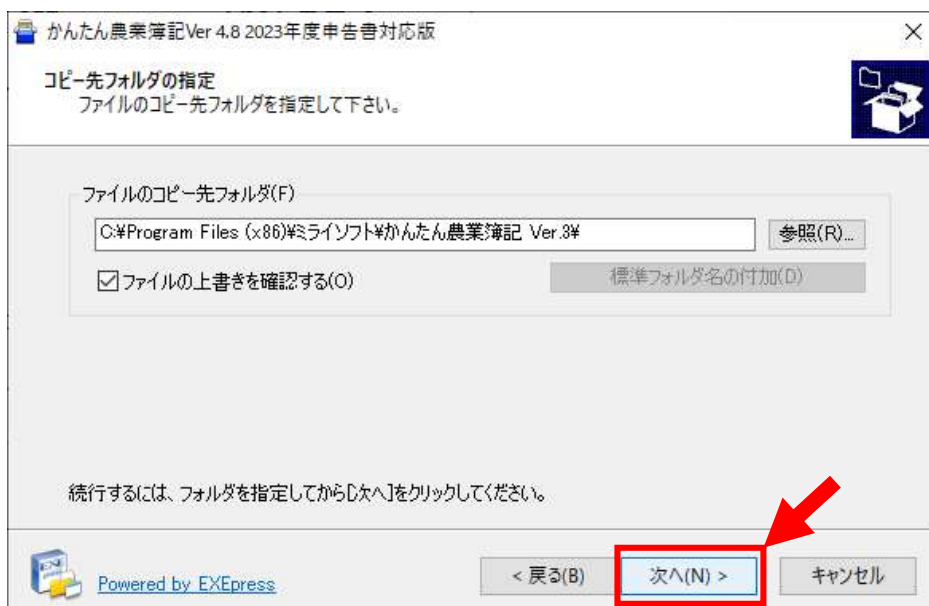 かんたん農業簿記Ver 4.8 2023年度申告書対応版
コピー先フォルダの指定
ファイルのコピー先フォルダを指定して下さい。
ファイルのコピー先フォルダ(F)
C:¥Program Files (x86)¥ミライソフト¥かんたん農業簿記 Ver.3¥
参照(R)...
ファイルの上書きを確認する(O)
標準フォルダ名の付加(D)
続行するには、フォルダを指定してから[次へ]をクリックしてください。
Powered by EXEpress
< 戻る(B)
次へ(N) >
キャンセル